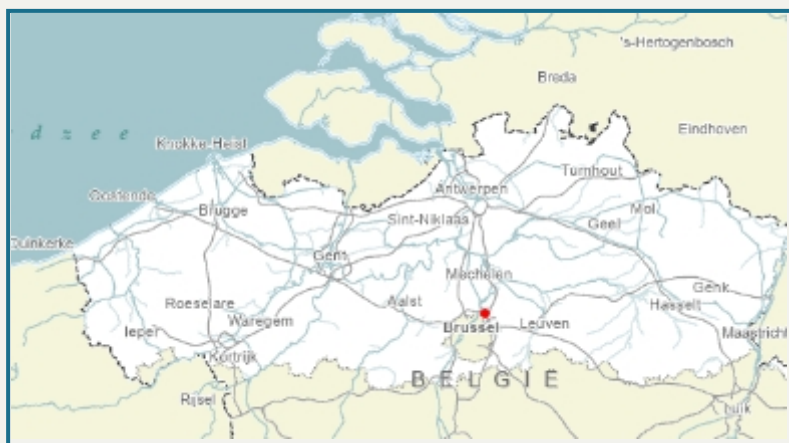 's-Hertogenbosch
Breda
Eindhoven
d z e e
Knokke-Heist
Turnhout
Oostende
Antwerpen
Brugge
Mol
Sint-Niklaas
Geel
Duinkerke
Gent
Mechelen
Genk
Roeselare
Aalst
Hasselt
Waregem
Ieper
Brussel
Leuven
Maastricht
Kortrijk
BELGIË
Rijsel
Luik